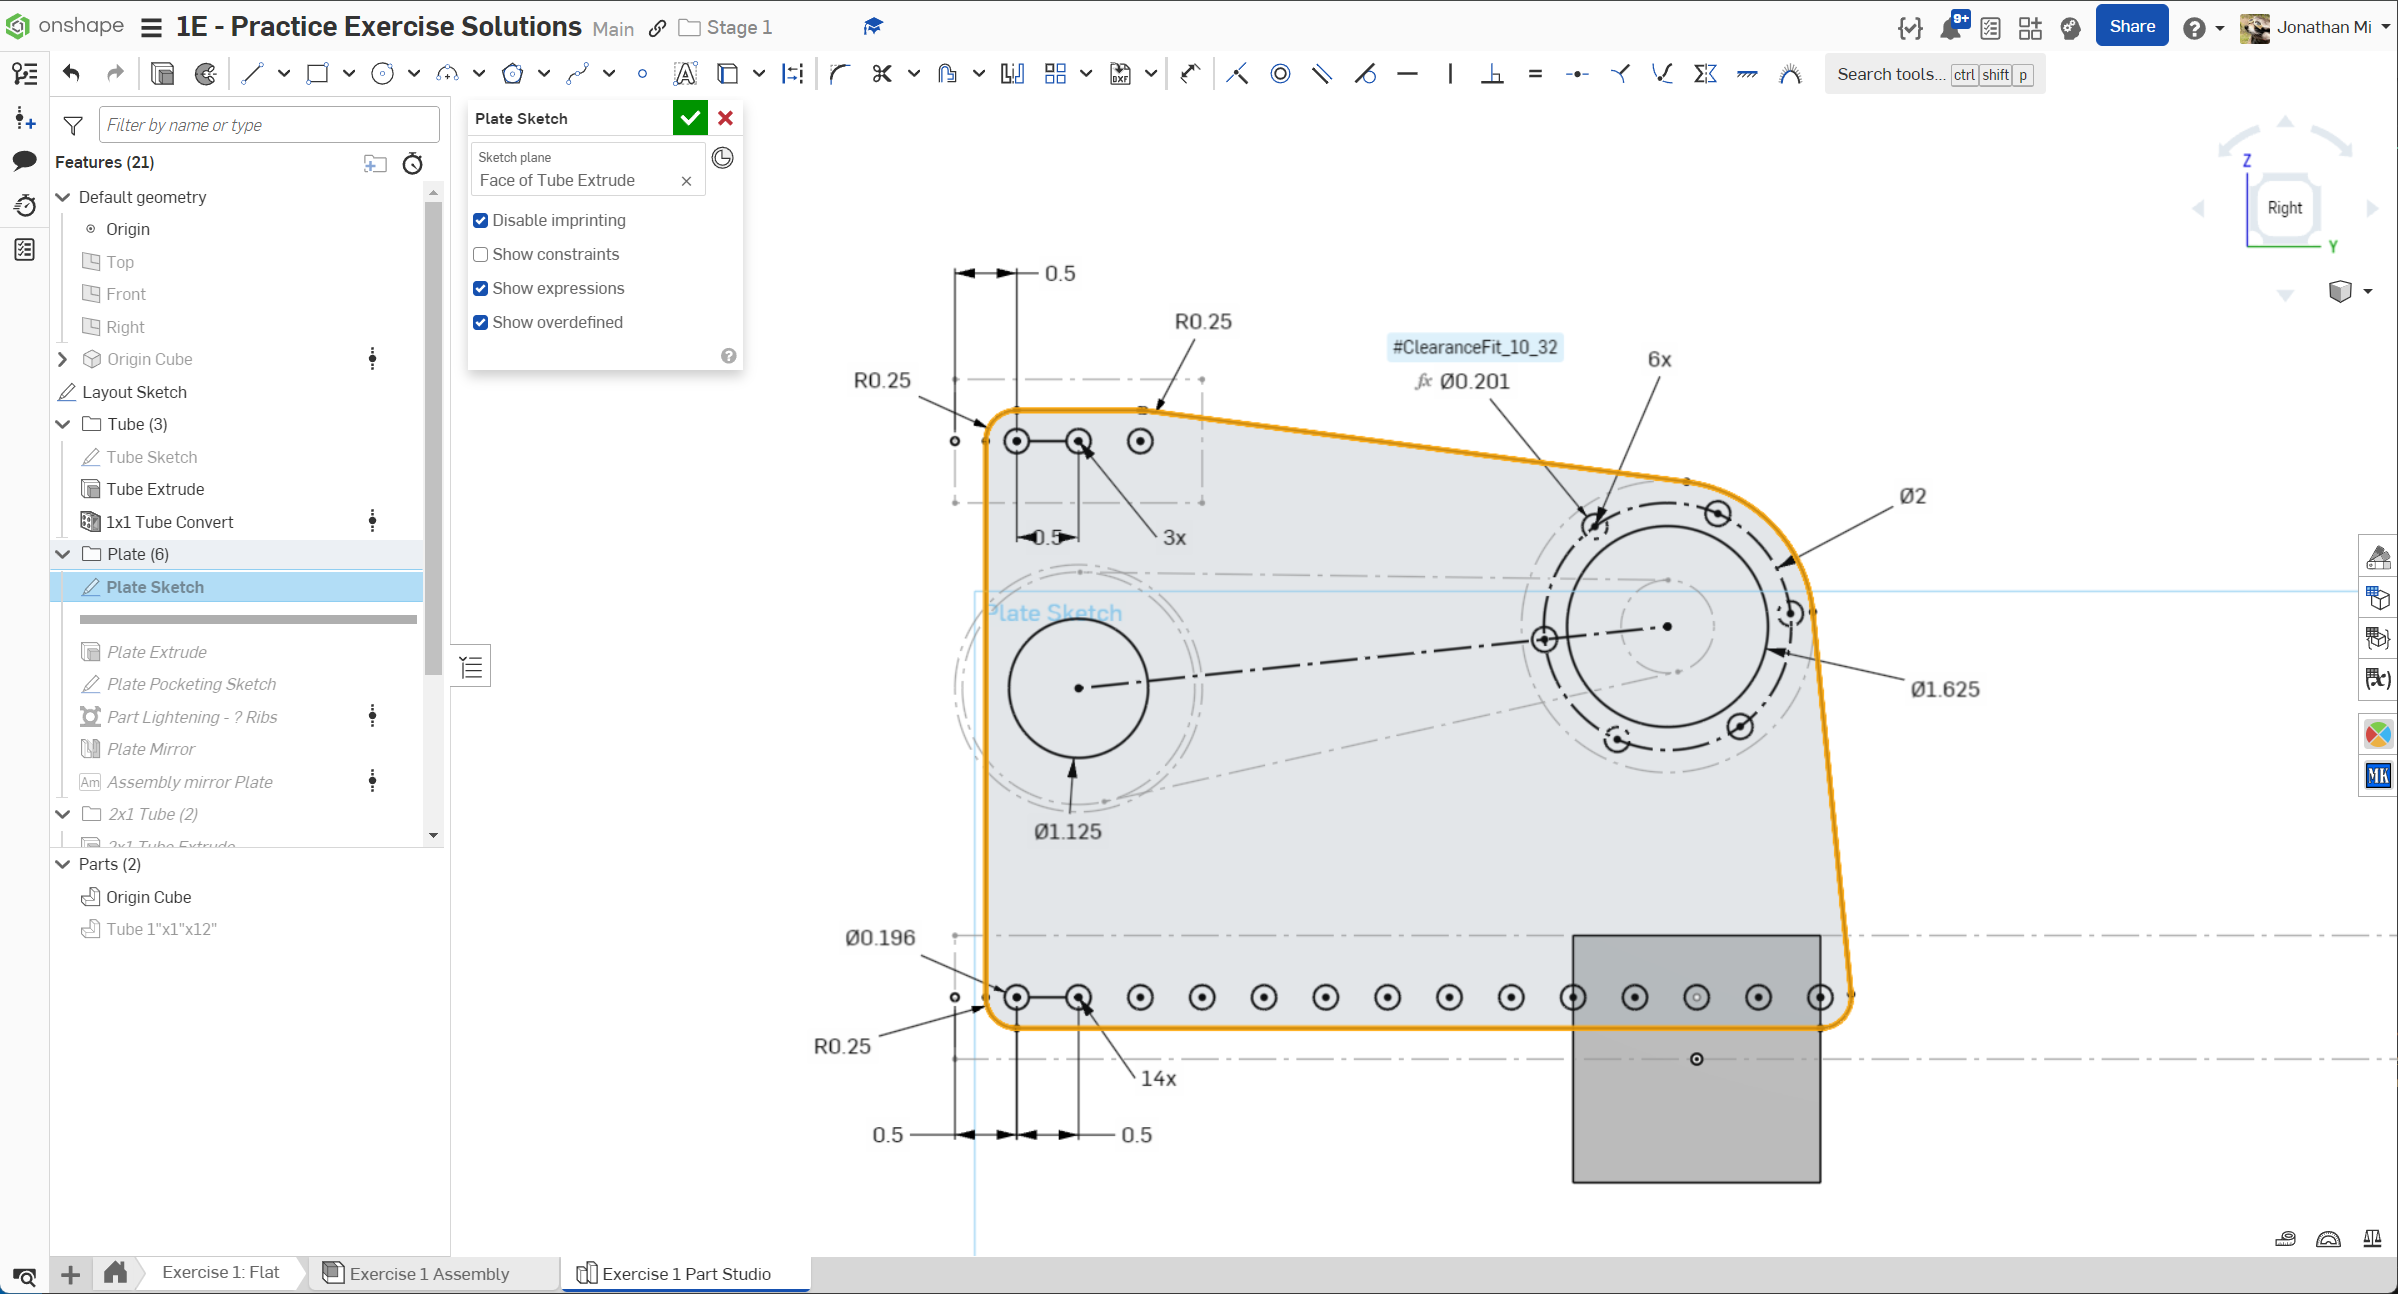 onshape
1E - Practice Exercise Solutions Main Stage 1
9+
Share
Jonathan Mi
Search tools... ctrl shift p
Filter by name or type
Features (21)
Default geometry
Origin
Top
Front
Right
Origin Cube
Layout Sketch
Tube (3)
Tube Sketch
Tube Extrude
1x1 Tube Convert
Plate (6)
Plate Sketch
Plate Extrude
Plate Pocketing Sketch
Part Lightening - ? Ribs
Plate Mirror
Am Assembly mirror Plate
2x1 Tube (2)
2x1 Tube Extrude
Parts (2)
Origin Cube
Tube 1"x1"x12"
Plate Sketch
Sketch plane
Face of Tube Extrude
Disable imprinting
Show constraints
Show expressions
Show overdefined
Z
Right
Y
0.5
R0.25
R0.25
#ClearanceFit_10_32
fx Ø0.201
6x
Ø2
0.5
3x
Plate Sketch
Ø1.625
Ø1.125
Ø0.196
R0.25
14x
0.5
0.5
DXF
(x)
MK
Exercise 1: Flat
Exercise 1 Assembly
Exercise 1 Part Studio